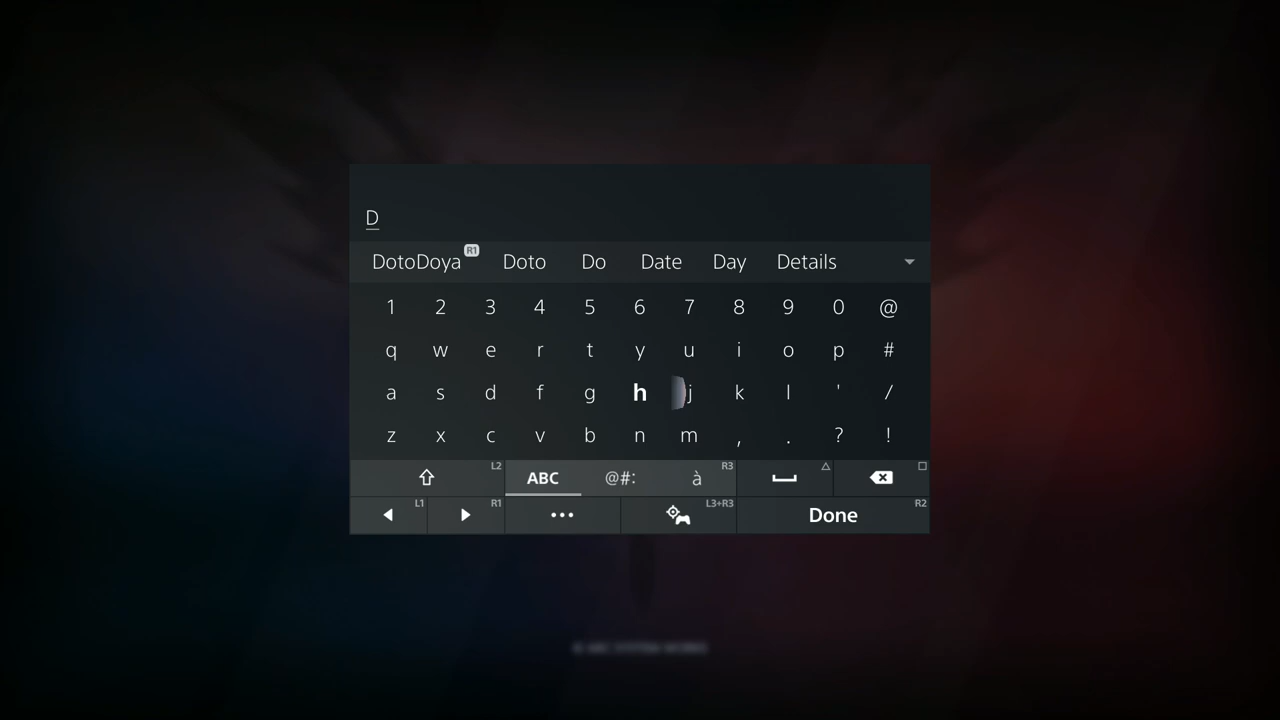 D
DotoDoya R1 Doto Do Date Day Details
1 2 3 4 5 6 7 8 9 0 @
q w e r t y u i o p #
a s d f g h j k l ' /
z x c v b n m , . ? !
L2 ABC @#: à R3
L1 R1 ••• L3+R3 Done R2